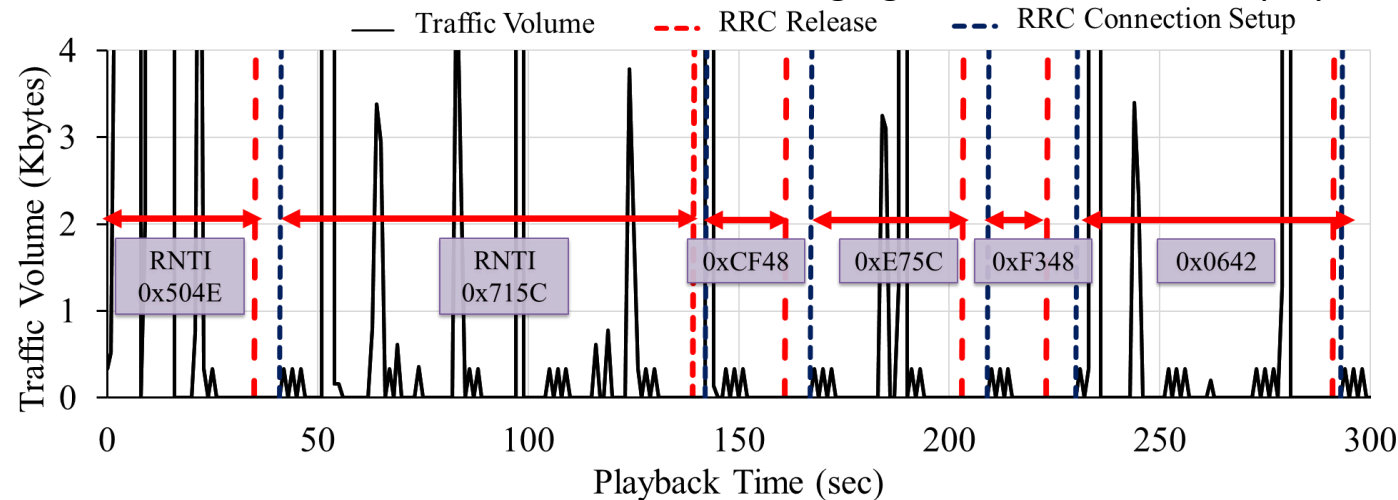 Traffic Volume
RRC Release
RRC Connection Setup
Traffic Volume (Kbytes)
4
3
2
1
0
RNTI
0x504E
RNTI
0x715C
0xCF48
0xE75C
0xF348
0x0642
0
50
100
150
200
250
300
Playback Time (sec)